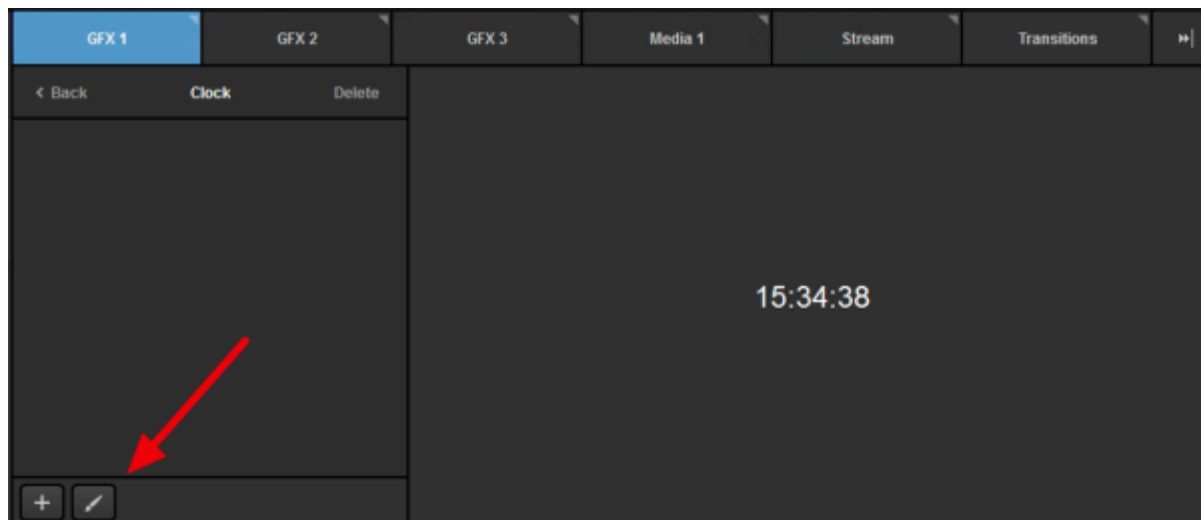 GFX 1 GFX 2 GFX 3 Media 1 Stream Transitions
< Back Clock Delete
15:34:38